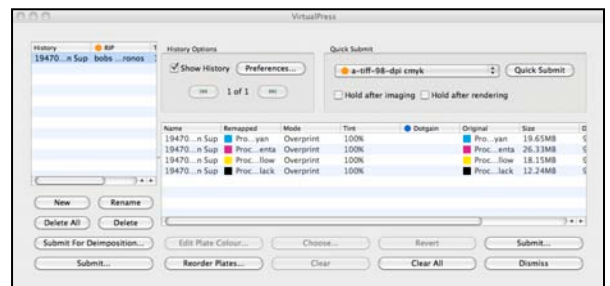 VirtualPress
History RIP T
19470...n Sup bobs ...ronos
History Options
Show History Preferences...
1 of 1
Quick Submit
a-tiff-98-dpi cmyk Quick Submit
Hold after imaging Hold after rendering
Name Remapped Mode Tint Dotgain Original Size D
19470...n Sup Pro...yan Overprint 100% Pro...yan 19.65MB
19470...n Sup Proc...enta Overprint 100% Proc...enta 26.33MB
19470...n Sup Proc...llow Overprint 100% Proc...llow 18.15MB
19470...n Sup Proc...lack Overprint 100% Proc...lack 12.24MB
New Rename
Delete All Delete
Submit For Deimposition... Edit Plate Colour... Choose... Revert Submit...
Submit... Reorder Plates... Clear Clear All Dismiss